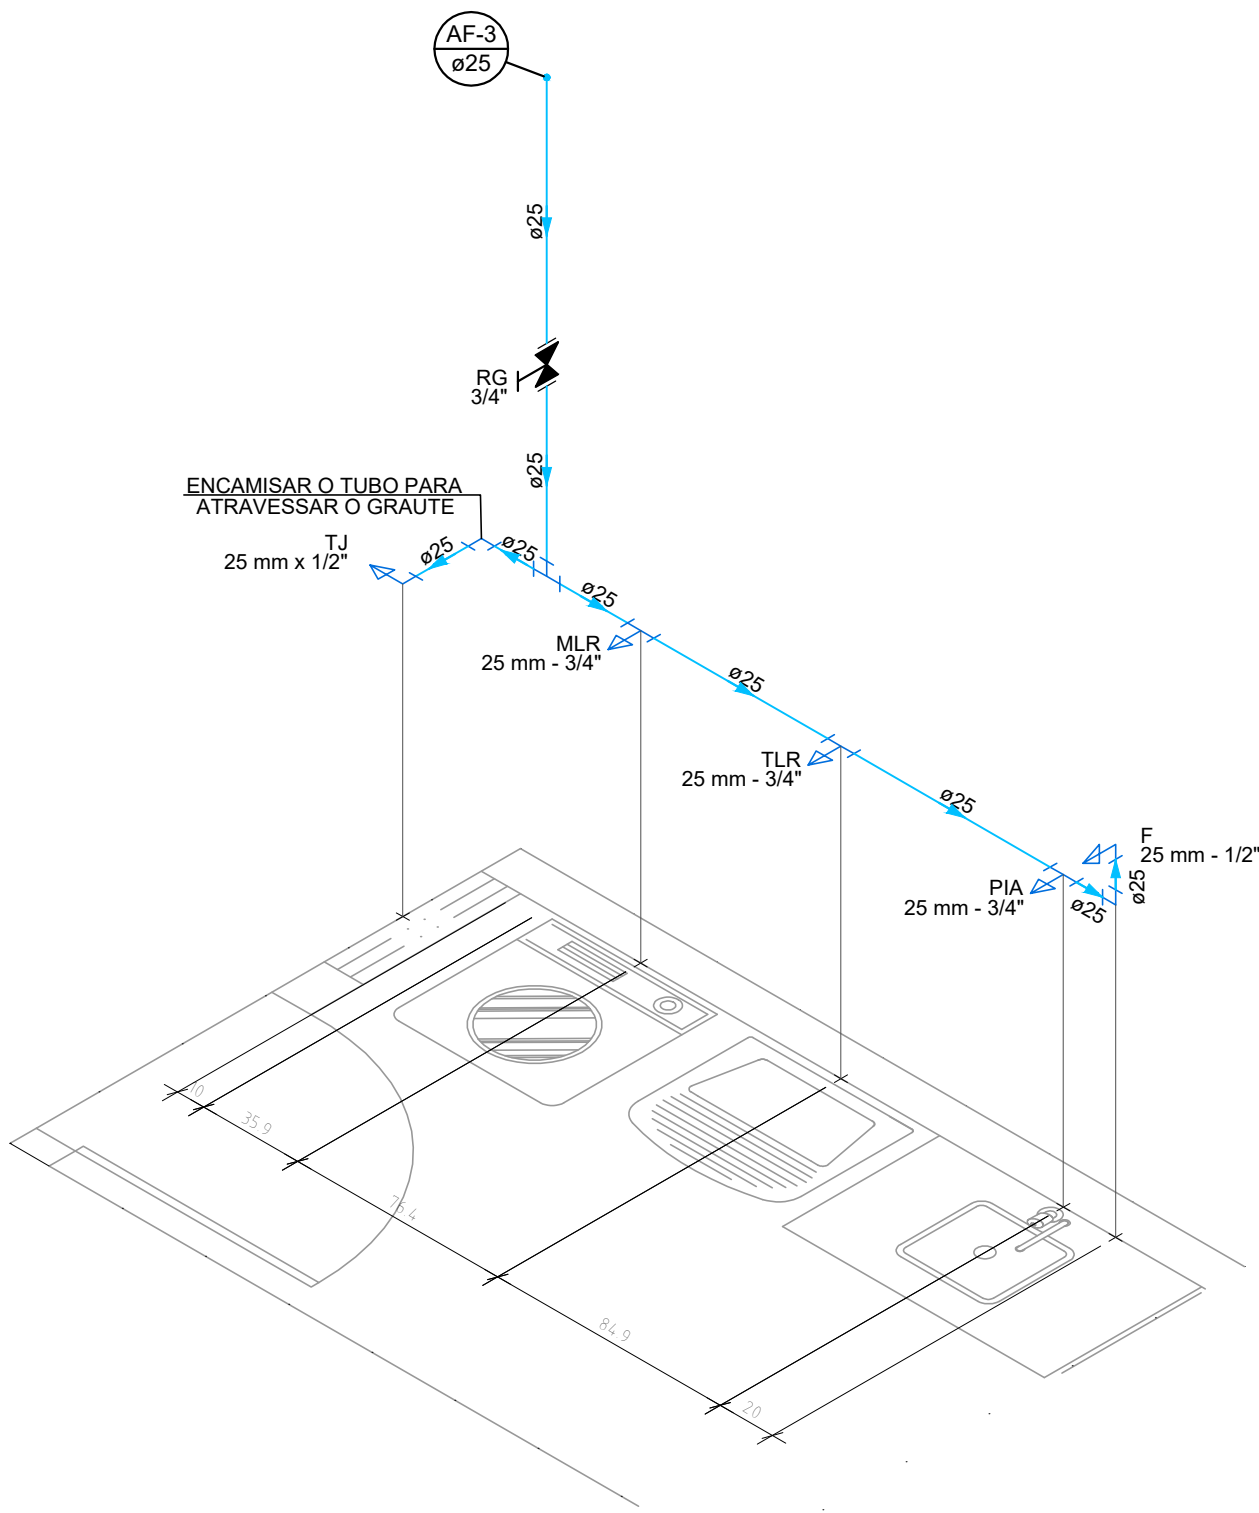 AF-3
ø25
ø25
RG
3/4"
ø25
ENCAMISAR O TUBO PARA
ATRAVESSAR O GRAUTE
TJ
25 mm x 1/2"
ø25
ø25
ø25
MLR
25 mm - 3/4"
ø25
TLR
25 mm - 3/4"
ø25
F
25 mm - 1/2"
PIA
25 mm - 3/4"
ø25
ø25
10
35.9
76.4
84.9
20